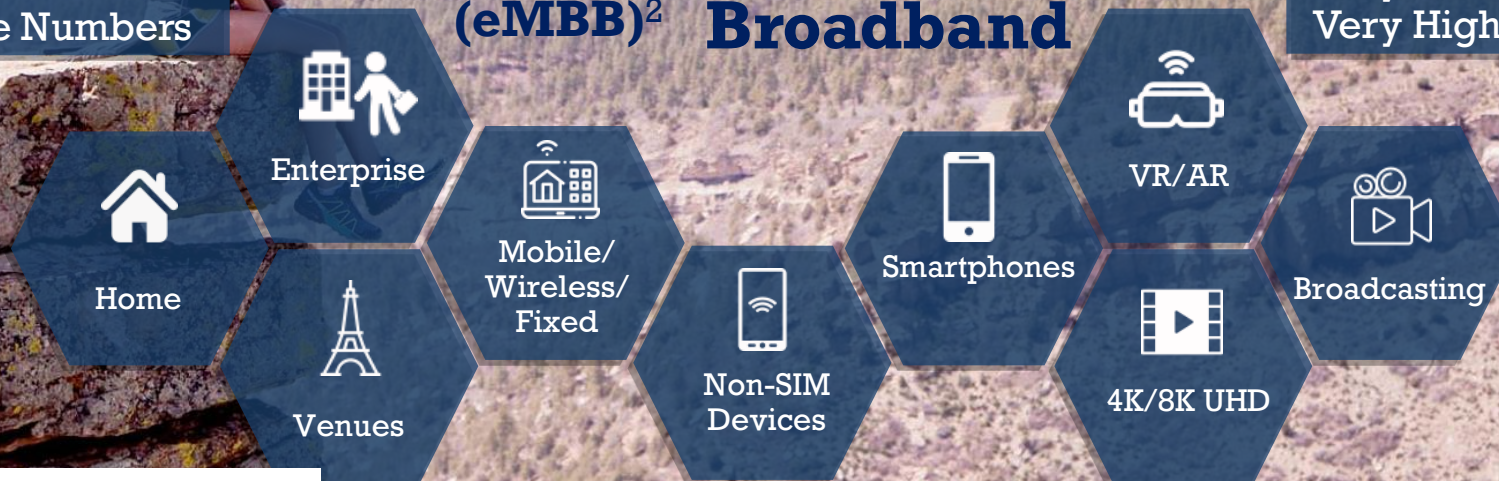 e Numbers
(eMBB)²
Broadband
Very High
Enterprise
VR/AR
Home
Mobile/
Wireless/
Fixed
Smartphones
Broadcasting
Venues
Non-SIM
Devices
4K/8K UHD